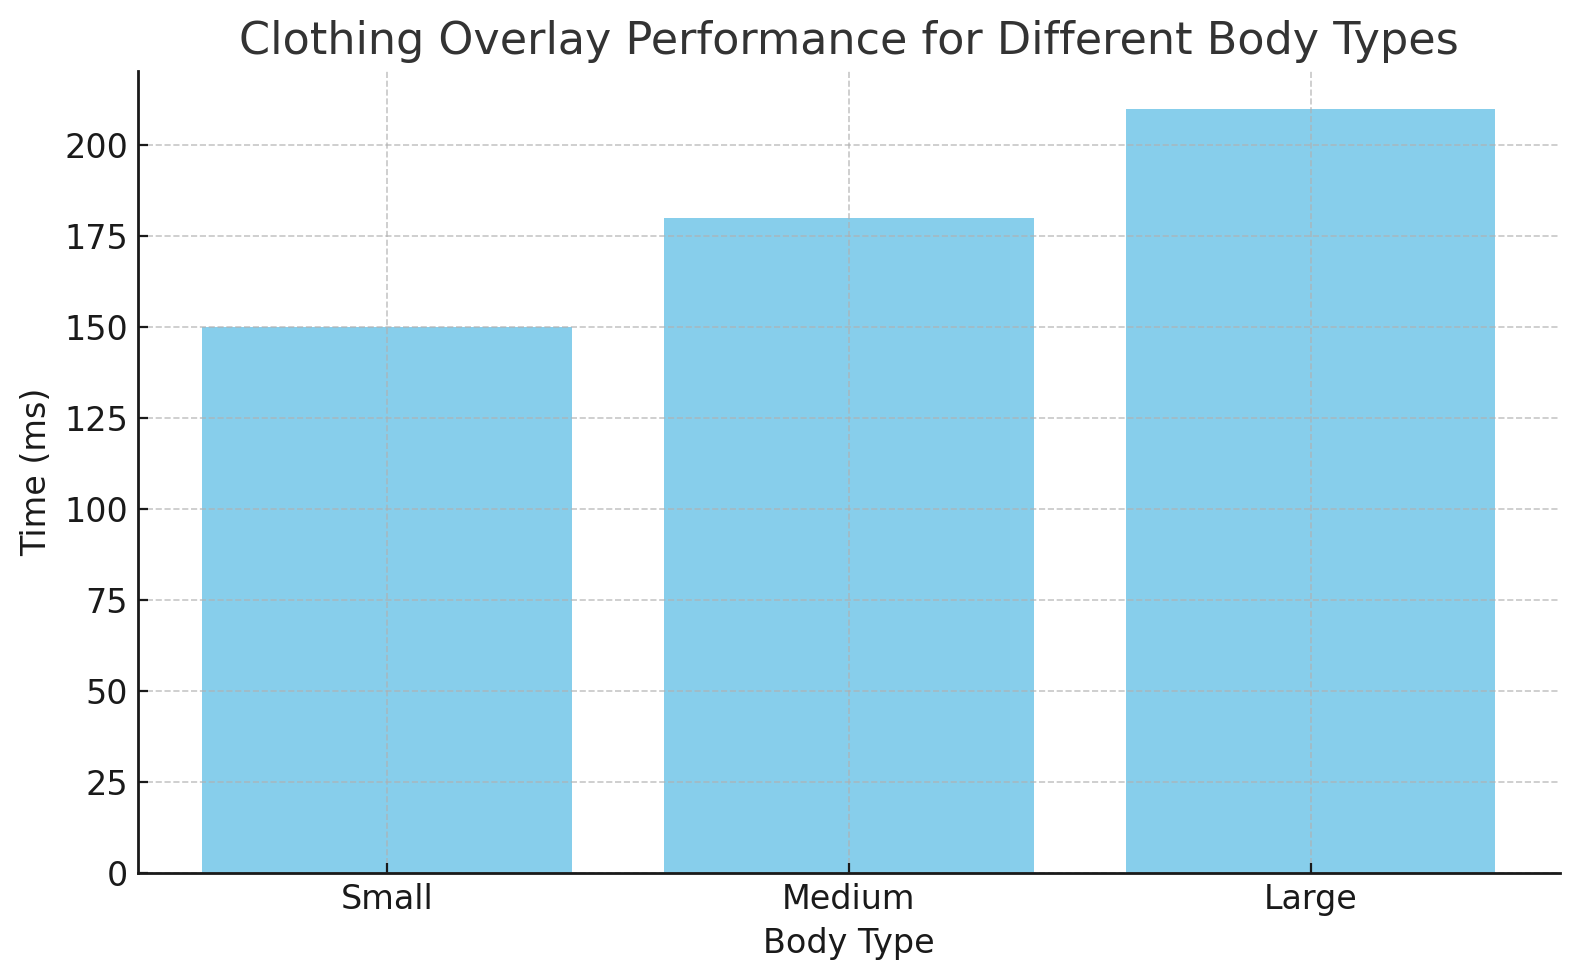 Clothing Overlay Performance for Different Body Types
200
175
150
125
100
75
50
25
0
Time (ms)
Small
Medium
Large
Body Type